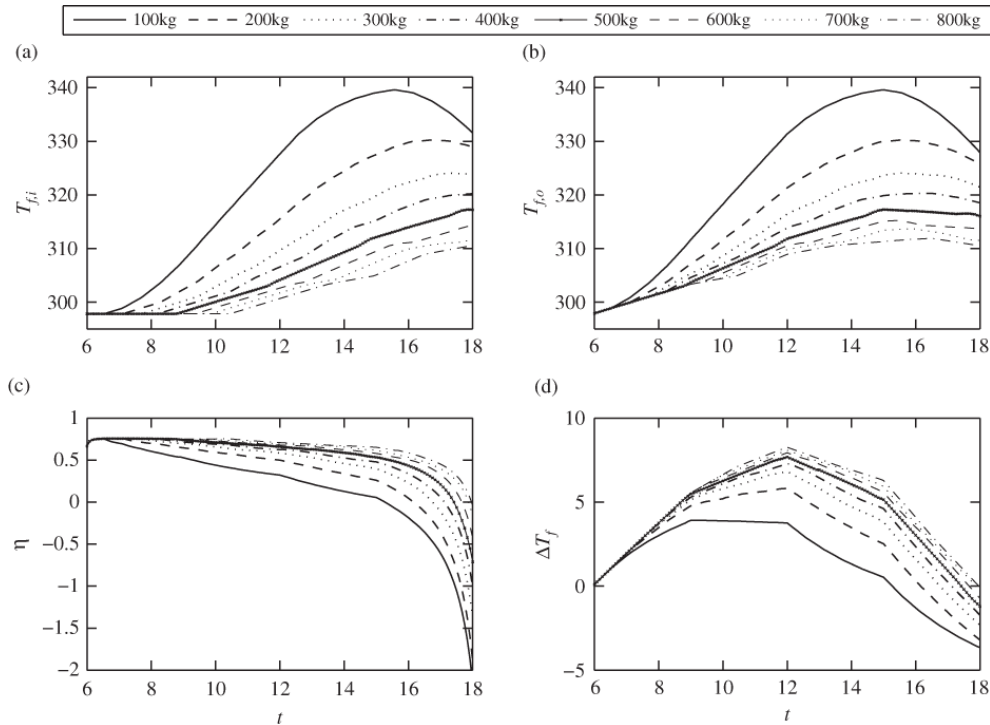 100kg 200kg 300kg 400kg 500kg 600kg 700kg 800kg
(a) (b)
340 340
330 330
T_{f,i} 320 T_{f,o} 320
310 310
300 300
6 8 10 12 14 16 18 6 8 10 12 14 16 18
(c) (d)
1 10
0.5
0 5
η −0.5 ΔT_f
−1 0
−1.5
−2 −5
6 8 10 12 14 16 18 6 8 10 12 14 16 18
t t